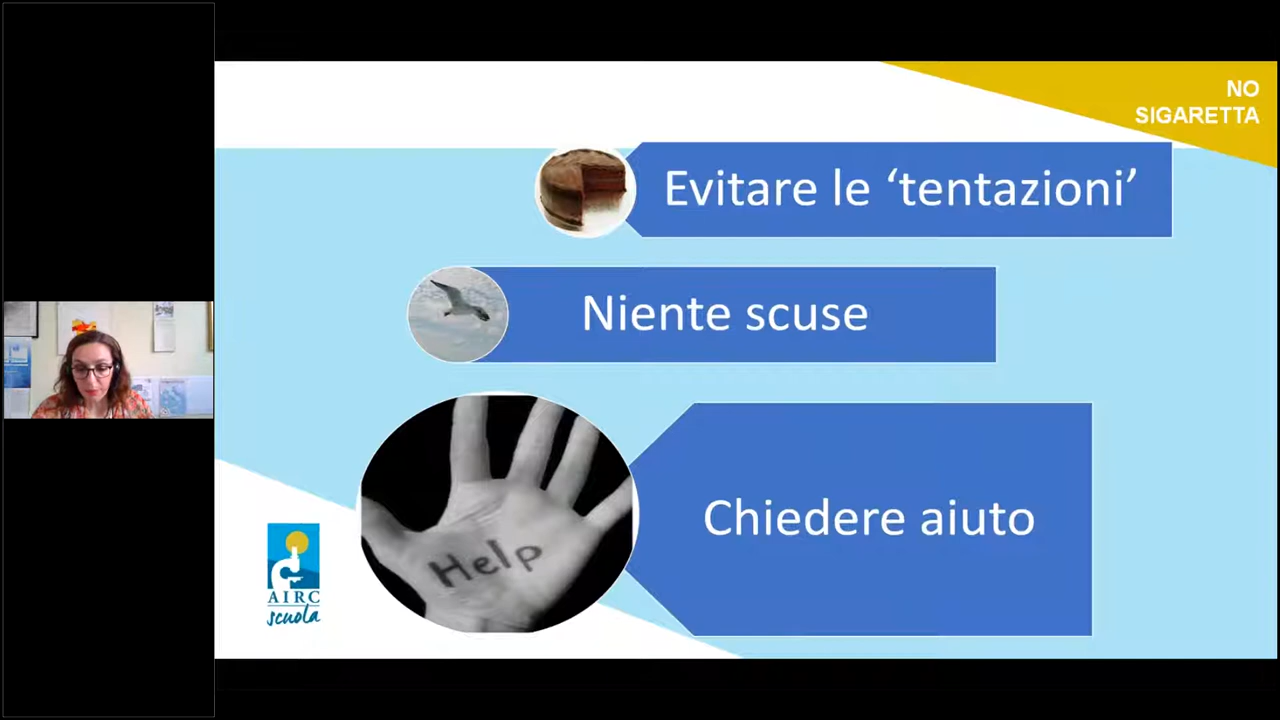 NO
SIGARETTA
Evitare le ‘tentazioni’
Niente scuse
Chiedere aiuto
Help
AIRC
scuola